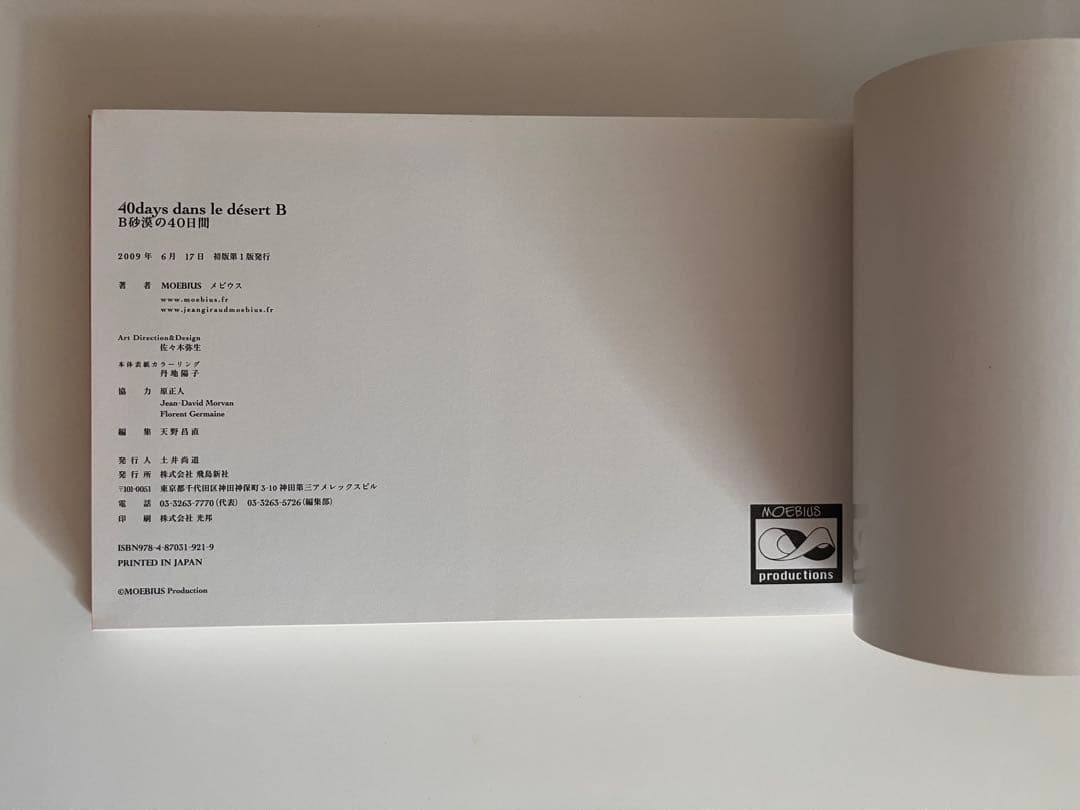 40days dans le désert B
B砂漠の40日間
2009年 6月 17日 初版第1版発行
著 者 MOEBIUS メビウス
www.moebius.fr
www.jeangiraudmoebius.fr
Art Direction&Design
佐々木弥生
本体表紙カラーリング
丹地陽子
協 力 原正人
Jean-David Morvan
Florent Germaine
編 集 天野昌直
発行人 土井尚道
発行所 株式会社 飛鳥新社
〒101-0051 東京都千代田区神田神保町3-10 神田第三アメレックスビル
電 話 03-3263-7770(代表) 03-3263-5726(編集部)
印 刷 株式会社 光邦
ISBN978-4-87031-921-9
PRINTED IN JAPAN
©MOEBIUS Production
MOEBIUS
productions